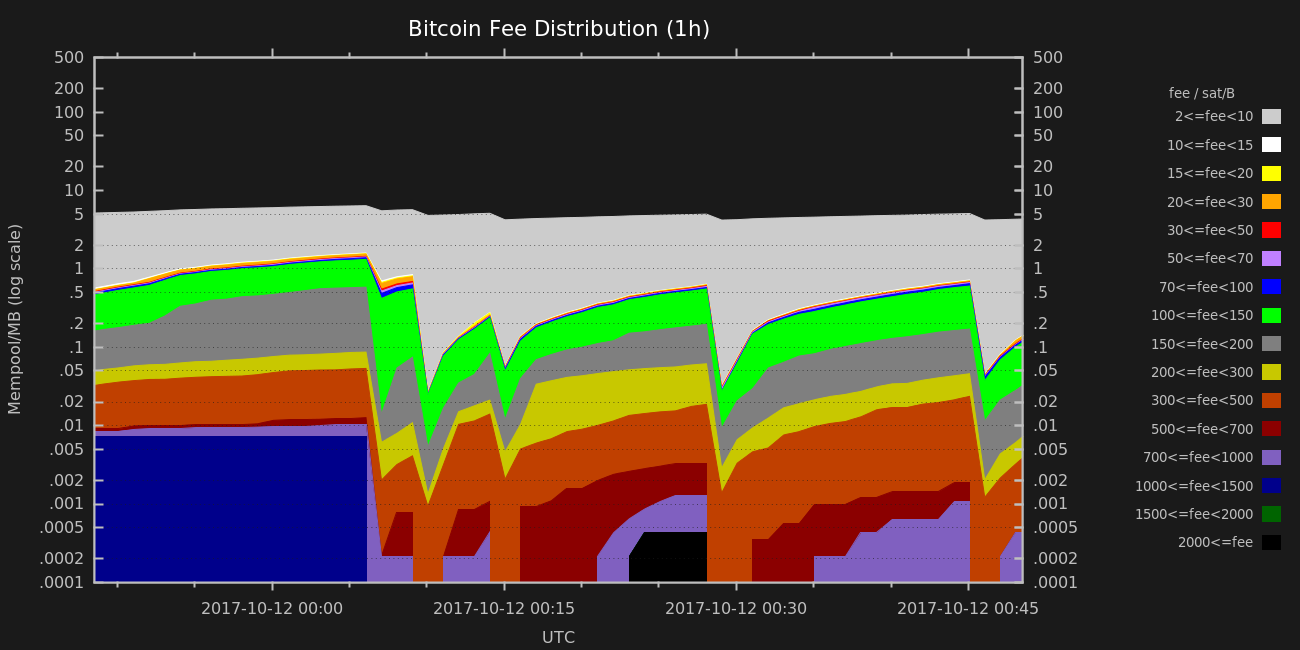 Bitcoin Fee Distribution (1h)
500
200
100
50
20
10
5
2
1
.5
.2
.1
.05
.02
.01
.005
.002
.001
.0005
.0002
.0001
Mempool/MB (log scale)
500
200
100
50
20
10
5
2
1
.5
.2
.1
.05
.02
.01
.005
.002
.001
.0005
.0002
.0001
2017-10-12 00:00
2017-10-12 00:15
2017-10-12 00:30
2017-10-12 00:45
UTC
fee / sat/B
2<=fee<10
10<=fee<15
15<=fee<20
20<=fee<30
30<=fee<50
50<=fee<70
70<=fee<100
100<=fee<150
150<=fee<200
200<=fee<300
300<=fee<500
500<=fee<700
700<=fee<1000
1000<=fee<1500
1500<=fee<2000
2000<=fee